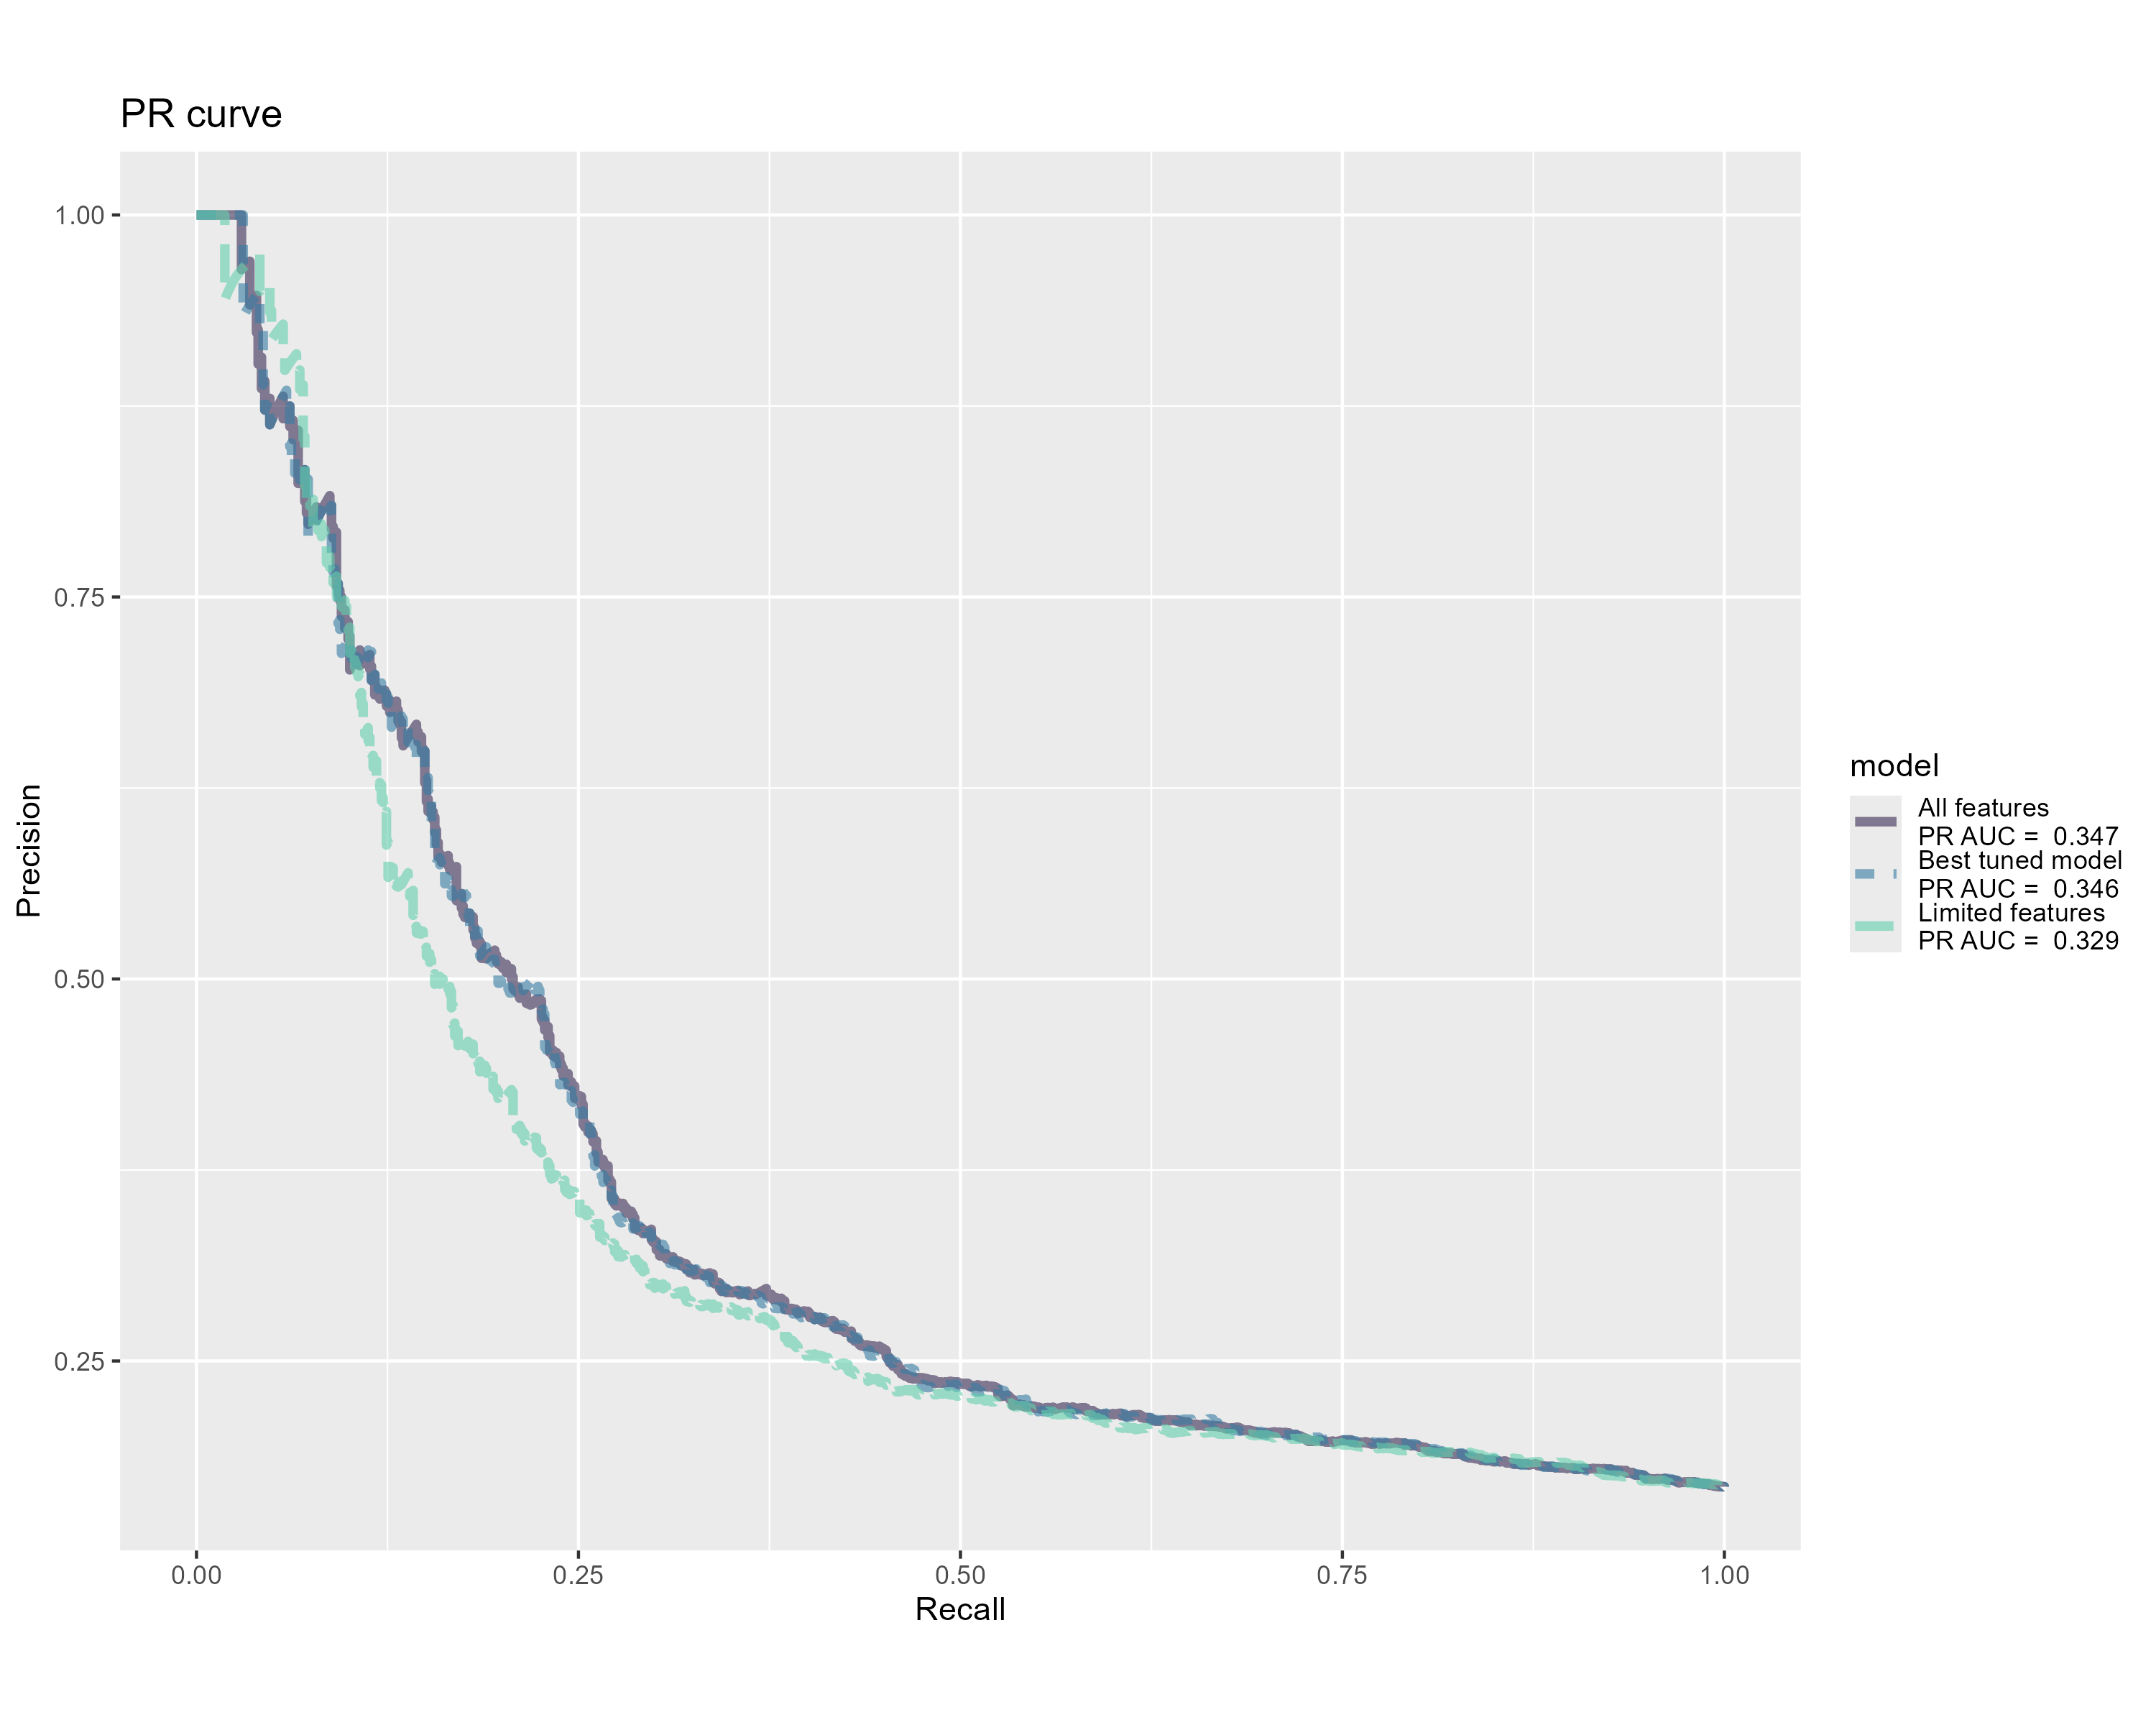 PR curve
1.00
0.75
0.50
0.25
Precision
0.00
0.25
0.50
0.75
1.00
Recall
model
All features
PR AUC =  0.347
Best tuned model
PR AUC =  0.346
Limited features
PR AUC =  0.329